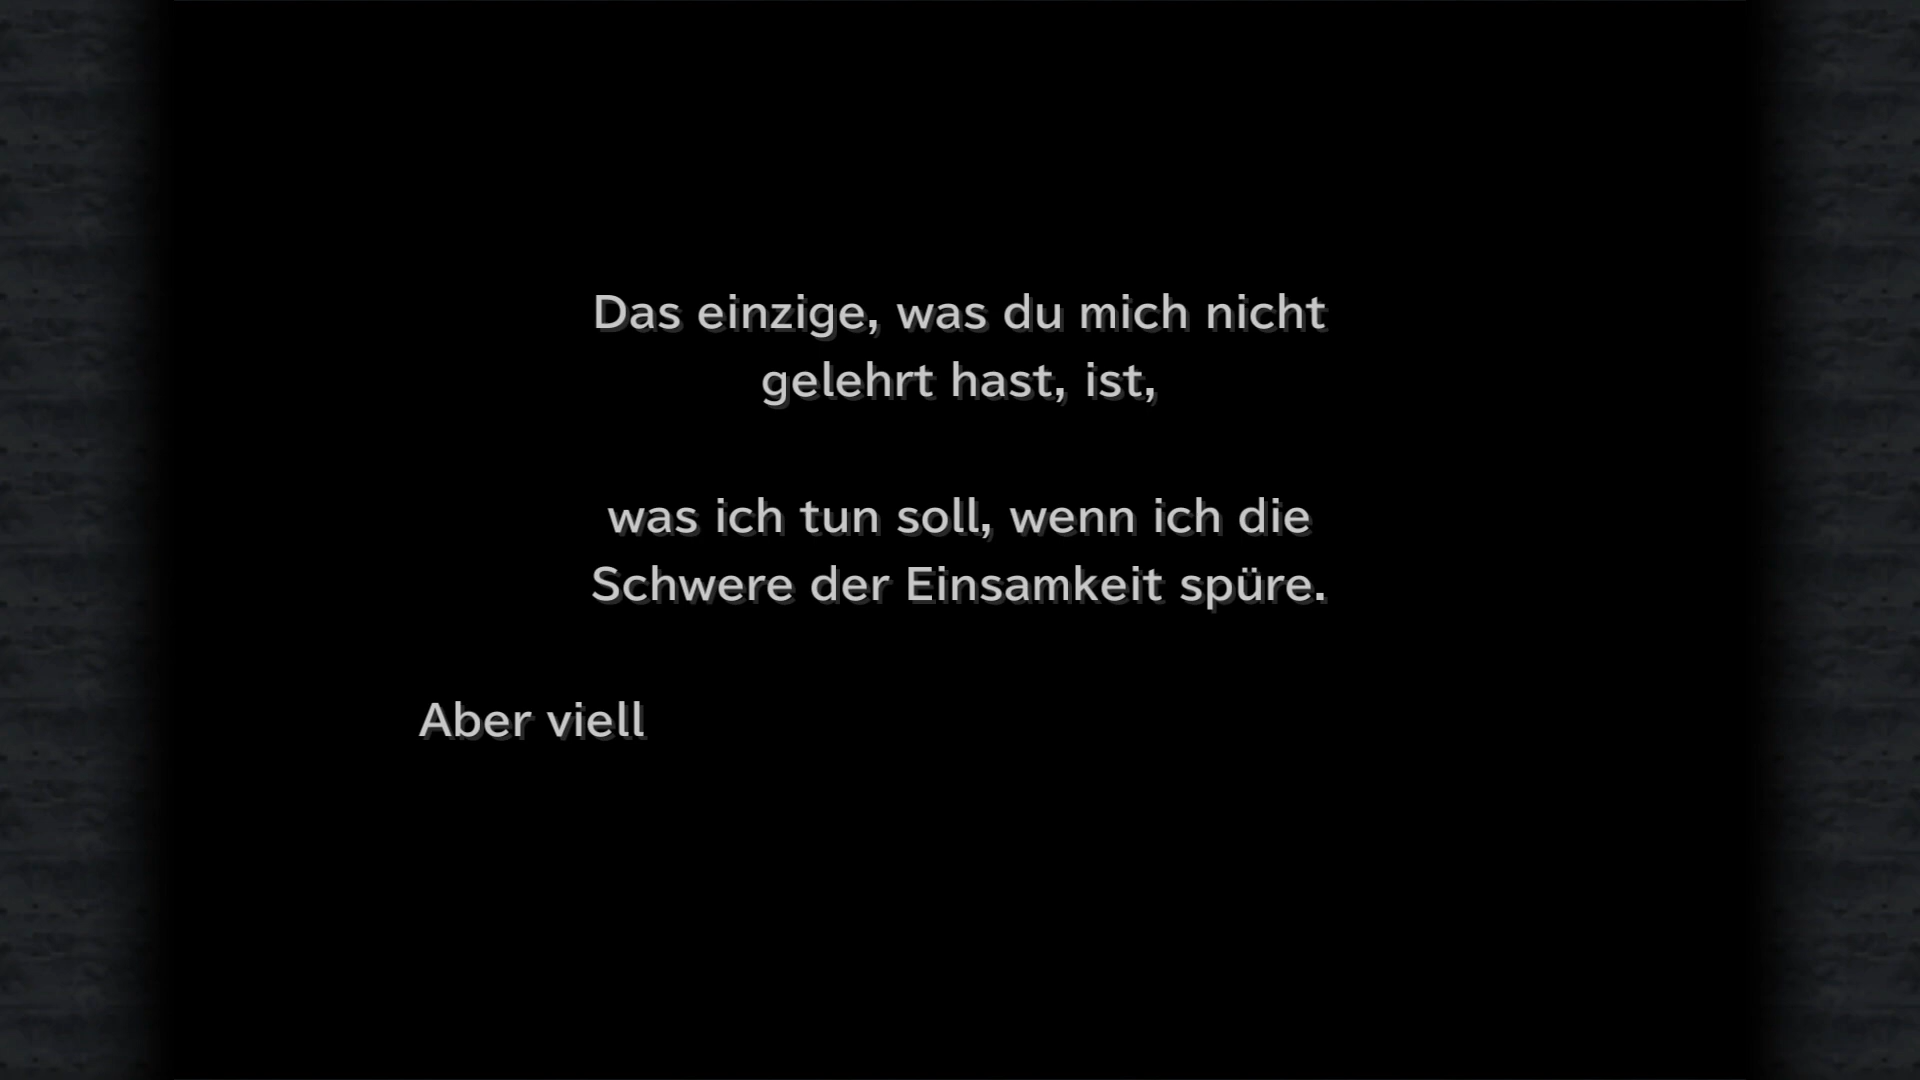 Das einzige, was du mich nicht
gelehrt hast, ist,
was ich tun soll, wenn ich die
Schwere der Einsamkeit spüre.
Aber viell